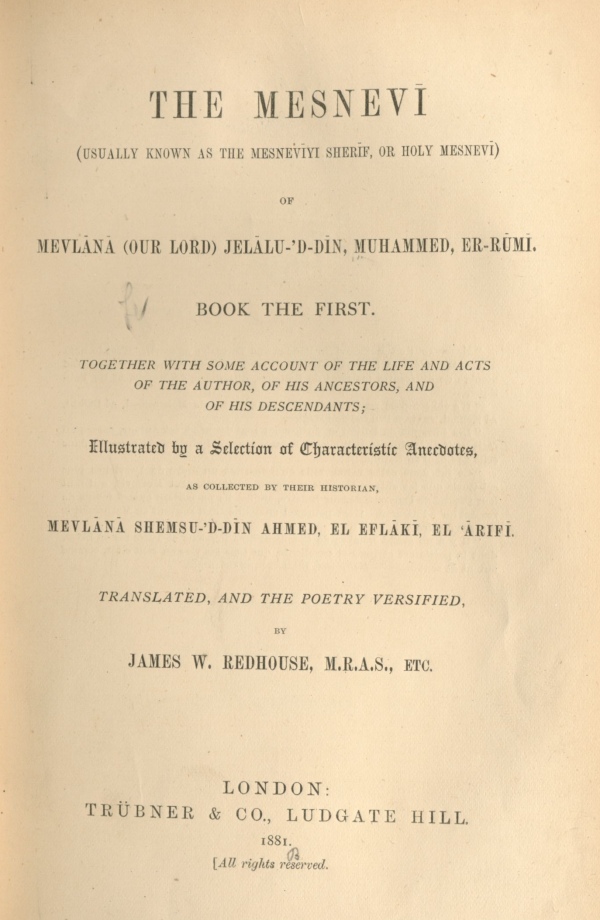 THE MESNEVĪ
(USUALLY KNOWN AS THE MESNEVĪYI SHERĪF, OR HOLY MESNEVĪ)
OF
MEVLĀNĀ (OUR LORD) JELĀLU-'D-DĪN, MUHAMMED, ER-RŪMĪ.
BOOK THE FIRST.
TOGETHER WITH SOME ACCOUNT OF THE LIFE AND ACTS
OF THE AUTHOR, OF HIS ANCESTORS, AND
OF HIS DESCENDANTS;
Illustrated by a Selection of Characteristic Anecdotes,
AS COLLECTED BY THEIR HISTORIAN,
MEVLĀNĀ SHEMSU-'D-DĪN AHMED, EL EFLĀKĪ, EL ‘ĀRIFĪ.
TRANSLATED, AND THE POETRY VERSIFIED,
BY
JAMES W. REDHOUSE, M.R.A.S., ETC.
LONDON:
TRÜBNER & CO., LUDGATE HILL.
1881.
[All rights reserved.